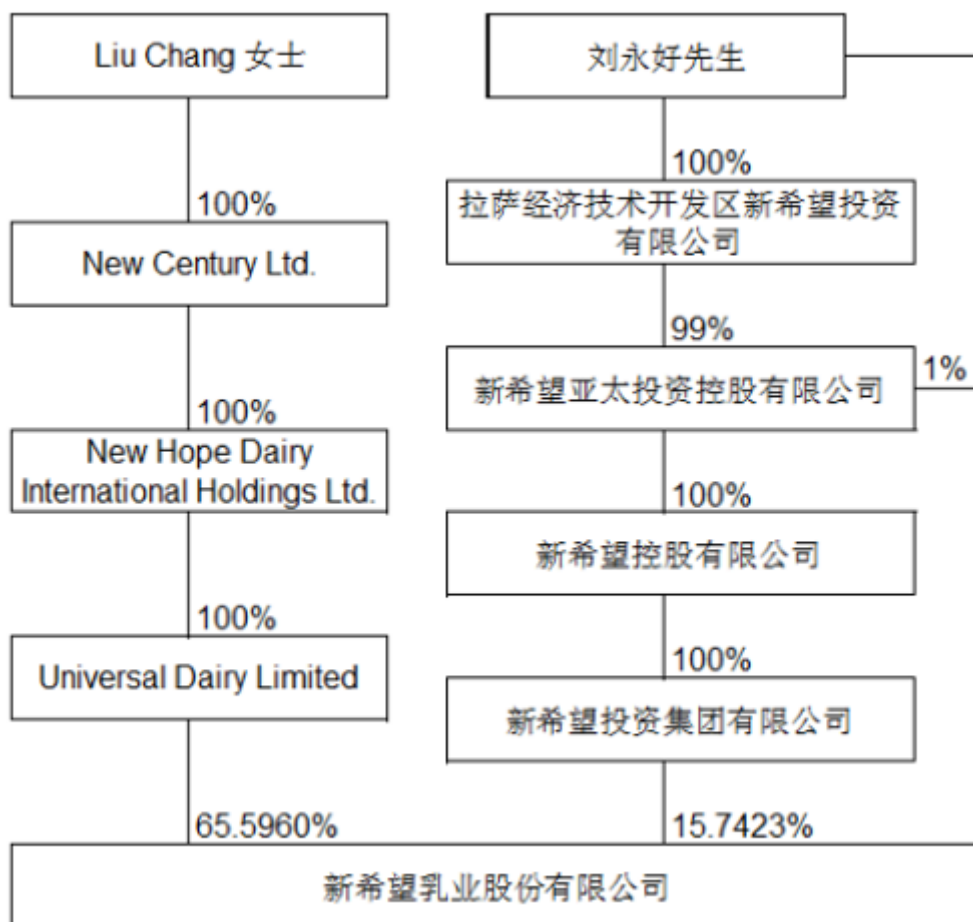 Liu Chang 女士
刘永好先生
100%
100%
拉萨经济技术开发区新希望投资
有限公司
New Century Ltd.
99%
1%
新希望亚太投资控股有限公司
100%
New Hope Dairy
International Holdings Ltd.
100%
新希望控股有限公司
100%
Universal Dairy Limited
100%
新希望投资集团有限公司
65.5960%
15.7423%
新希望乳业股份有限公司